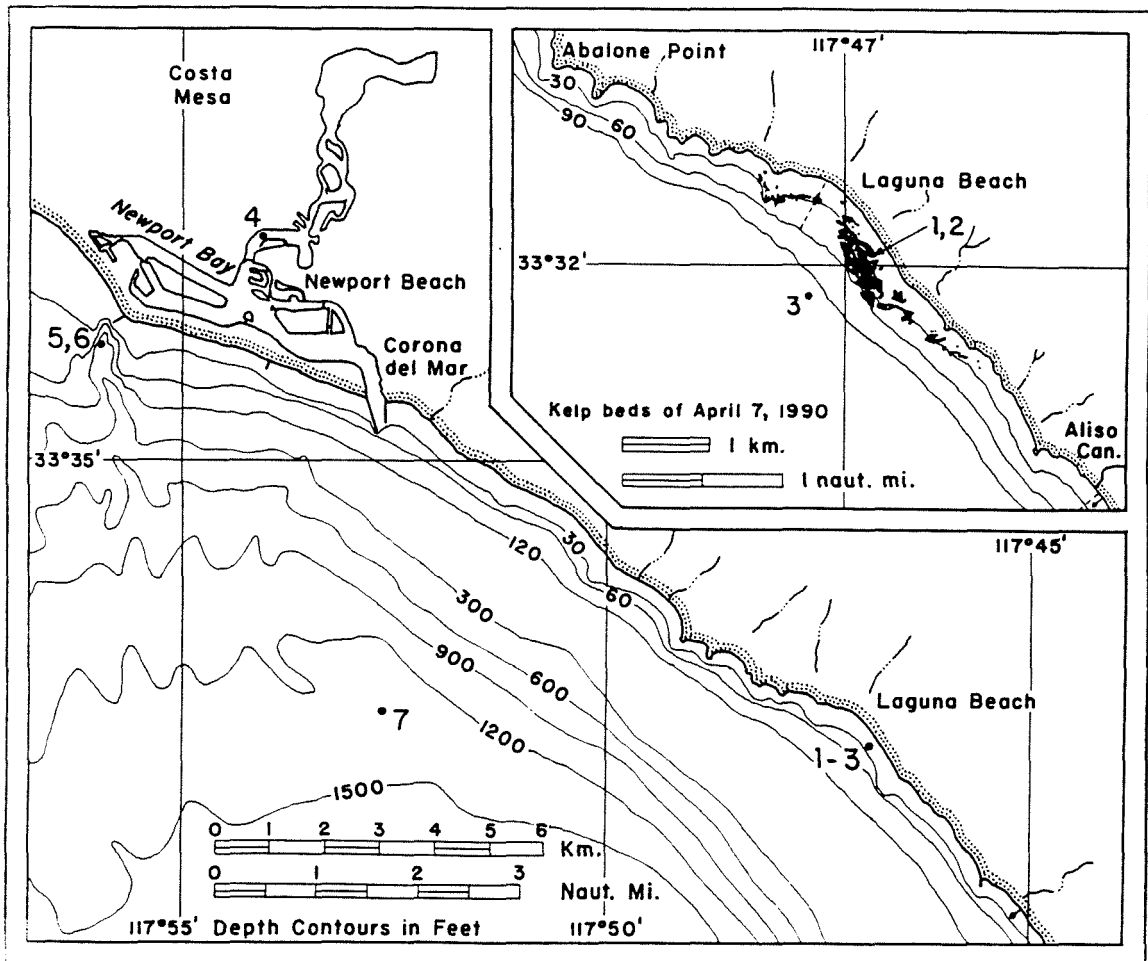 Costa
Mesa
Newport Bay
4
Newport Beach
5,6
Corona
del Mar
33°35'
30
120
60
300
600
900
1200
7
1500
Laguna Beach
1-3
117°45'
0 1 2 3 4 5 6
Km.
0 1 2 3
Naut. Mi.
117°55' Depth Contours in Feet 117°50'
Abalone Point
117°47'
30
60
90
Laguna Beach
1,2
33°32'
3
Kelp beds of April 7, 1990
1 km.
1 naut. mi.
Aliso
Can.